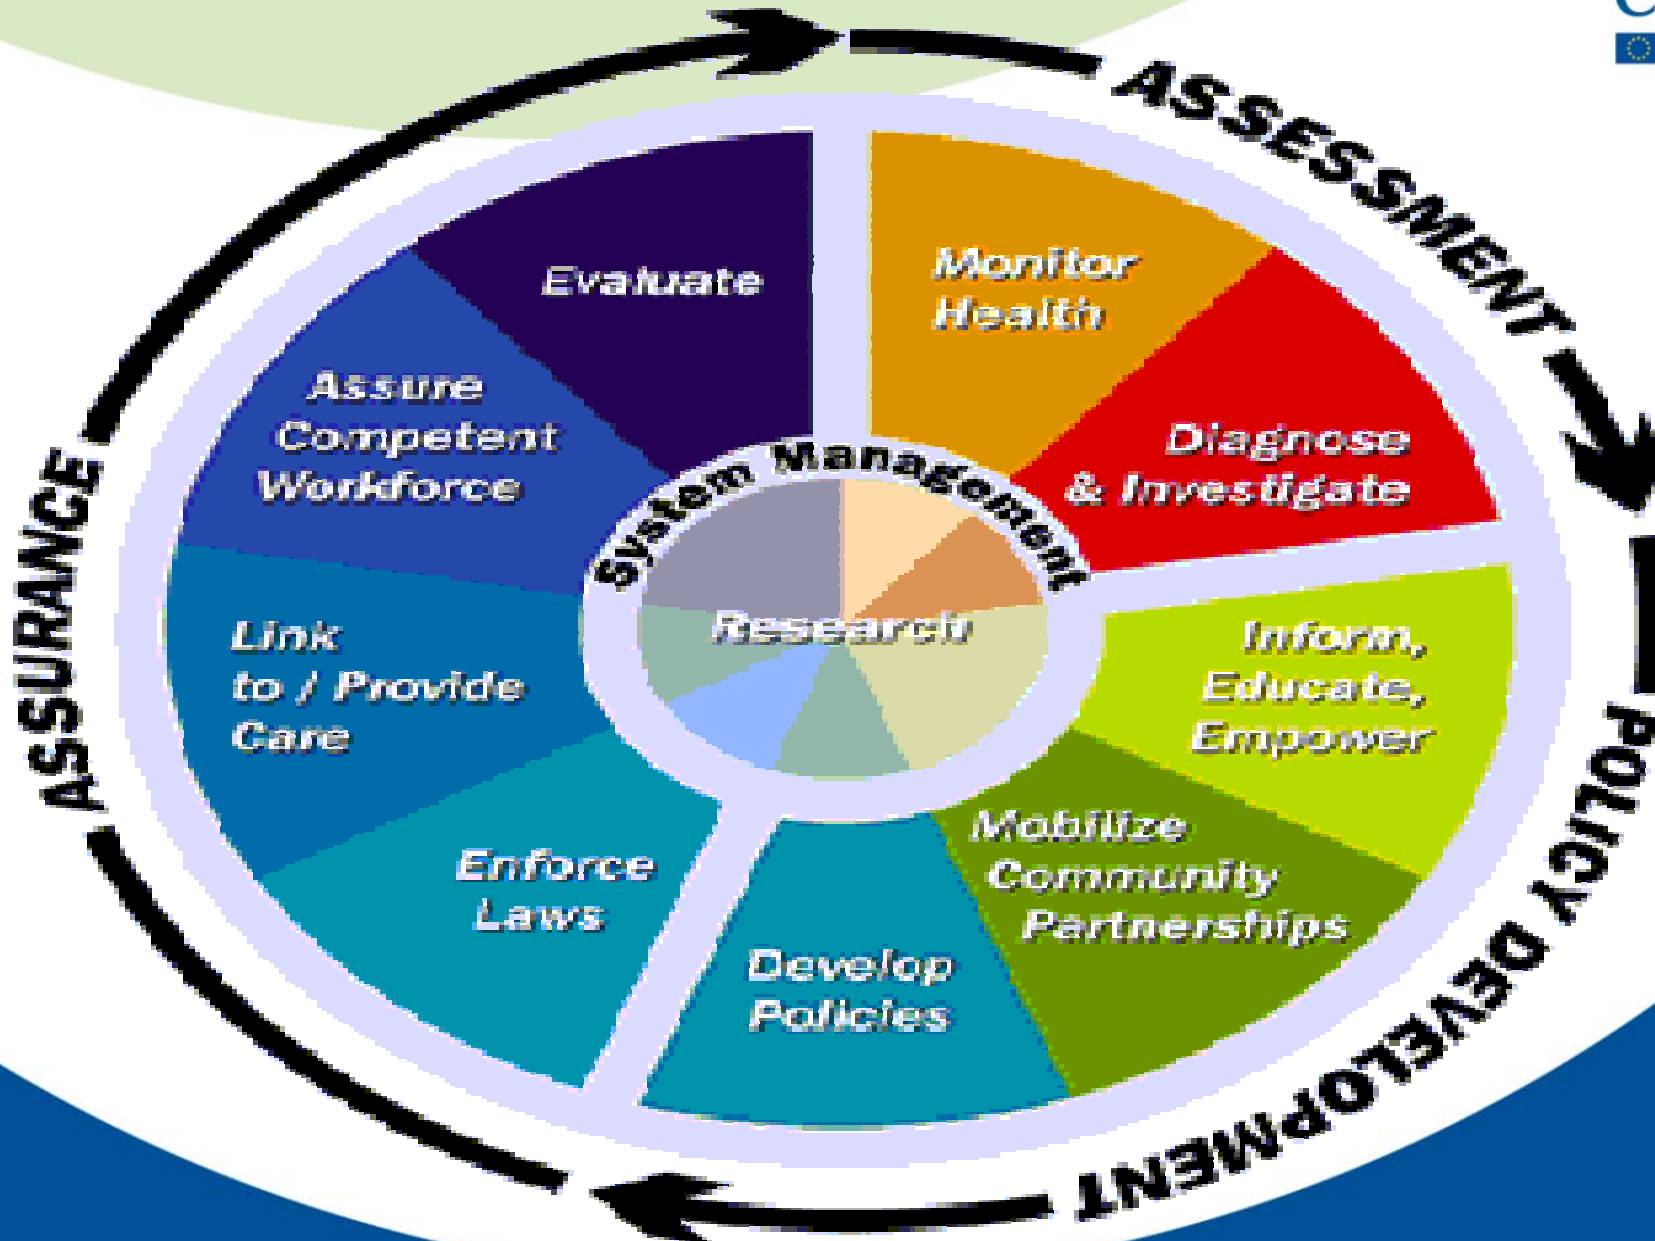 ASSESSMENT
Monitor
Health
Diagnose
& Investigate
Inform,
Educate,
Empower
POLICY DEVELOPMENT
Mobilize
Community
Partnerships
Develop
Policies
Enforce
Laws
ASSURANCE
Link
to / Provide
Care
Assure
Competent
Workforce
Evaluate
System Management
Research